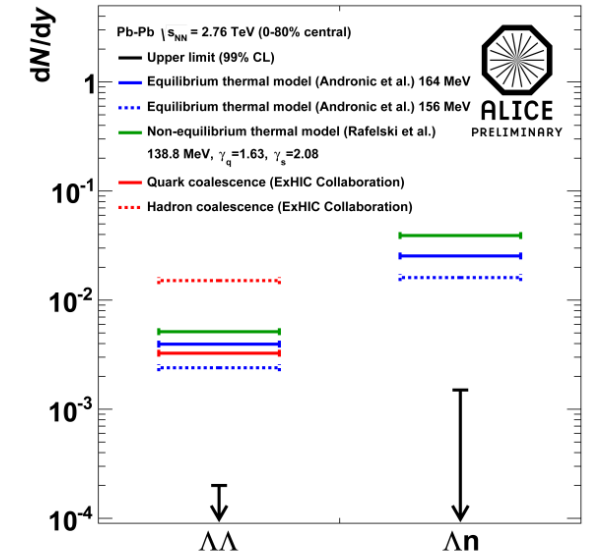 dN/dy
Pb-Pb √s_NN = 2.76 TeV (0-80% central)
Upper limit (99% CL)
Equilibrium thermal model (Andronic et al.) 164 MeV
Equilibrium thermal model (Andronic et al.) 156 MeV
Non-equilibrium thermal model (Rafelski et al.)
138.8 MeV, γ_q=1.63, γ_s=2.08
Quark coalescence (ExHIC Collaboration)
Hadron coalescence (ExHIC Collaboration)
ALICE
PRELIMINARY
1
10^-1
10^-2
10^-3
10^-4
ΛΛ Λn